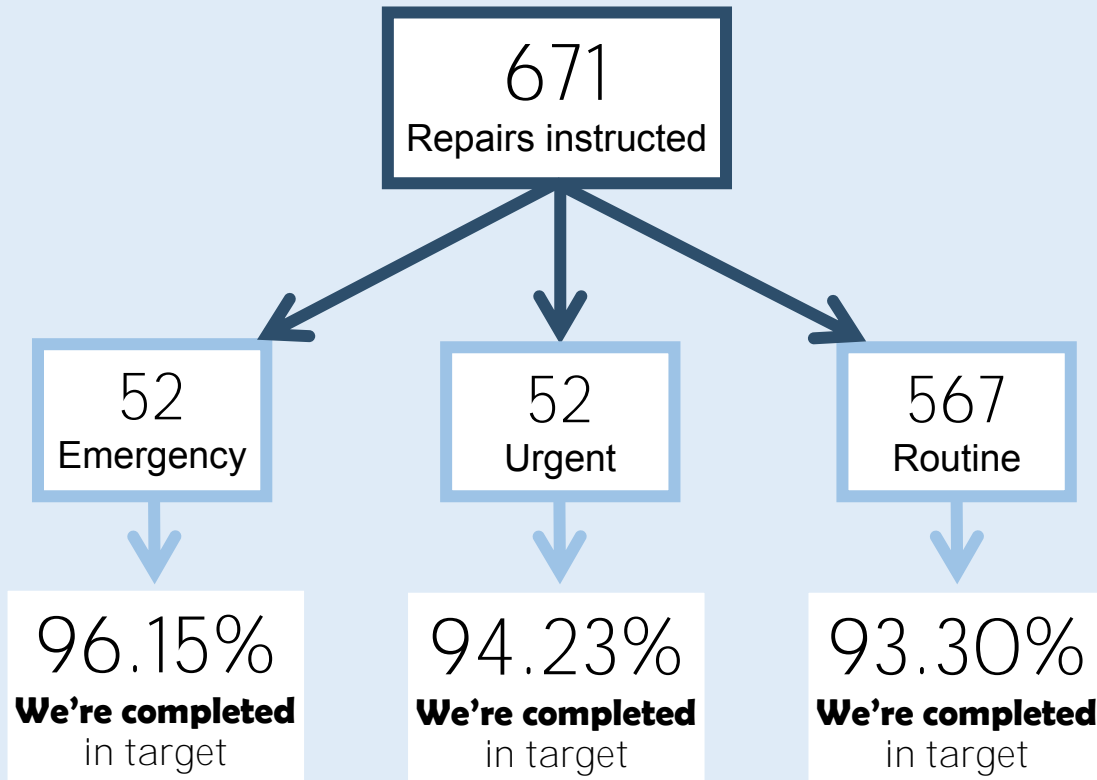 671
Repairs instructed
52
Emergency
52
Urgent
567
Routine
96.15%
We're completed
in target
94.23%
We're completed
in target
93.30%
We're completed
in target